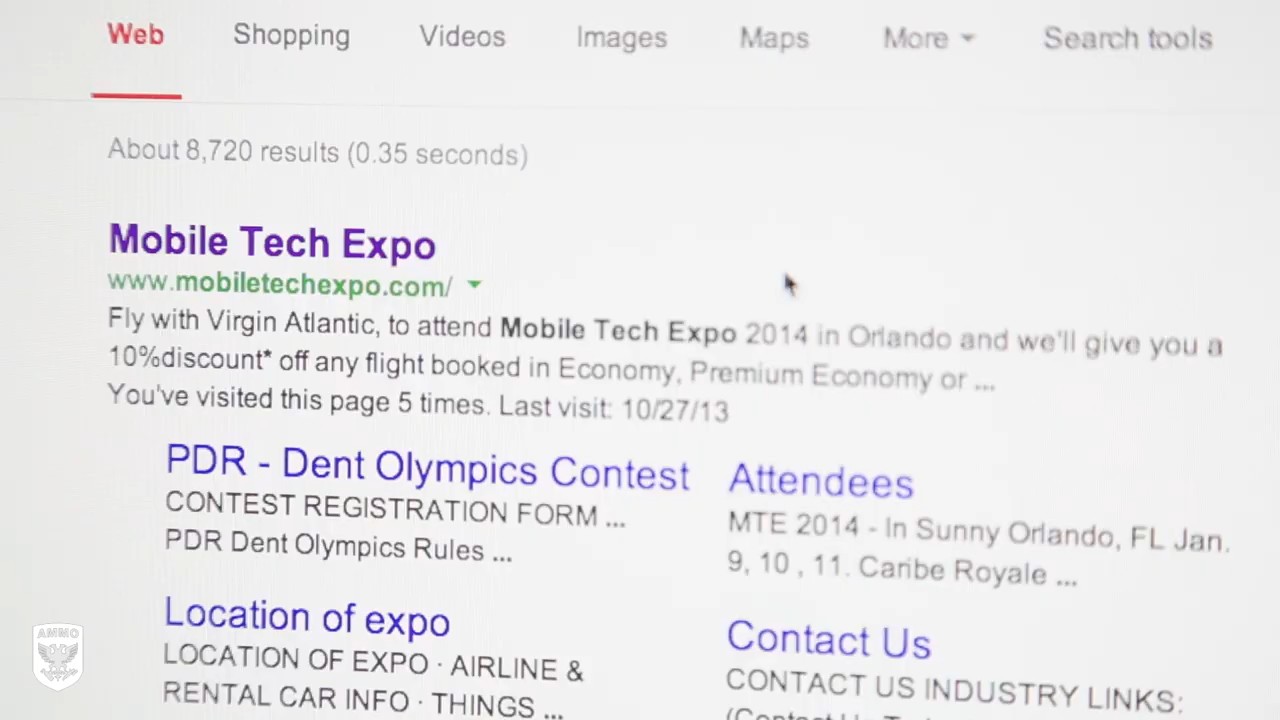 Web Shopping Videos Images Maps More Search tools
About 8,720 results (0.35 seconds)
Mobile Tech Expo
www.mobiletechexpo.com/
Fly with Virgin Atlantic, to attend Mobile Tech Expo 2014 in Orlando and we'll give you a
10%discount* off any flight booked in Economy, Premium Economy or ...
You've visited this page 5 times. Last visit: 10/27/13
PDR - Dent Olympics Contest
CONTEST REGISTRATION FORM ...
PDR Dent Olympics Rules ...
Attendees
MTE 2014 - In Sunny Orlando, FL Jan.
9, 10 , 11. Caribe Royale ...
Location of expo
LOCATION OF EXPO · AIRLINE &
RENTAL CAR INFO · THINGS ...
Contact Us
CONTACT US INDUSTRY LINKS:
(Contact Us
AMMO